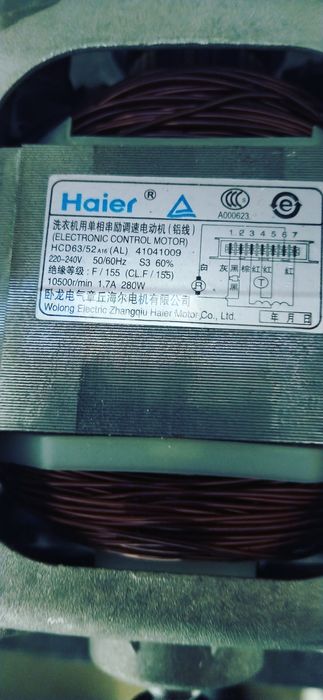 Haier ®
A000623
洗衣机用单相串励调速电动机(铝线)
(ELECTRONIC CONTROL MOTOR)
HCD63/52A16 (AL) 41041009
220-240V 50/60Hz S3 60%
绝缘等级:F/155 (CL.F/155)
10500r/min 1.7A 280W
卧龙电气章丘海尔电机有限公司
Wolong Electric Zhangqiu Haier Motor Co., Ltd.
1 2 3 4 5 6 7
白 灰 黑 棕 红 红 红
黑
T
年 月 日